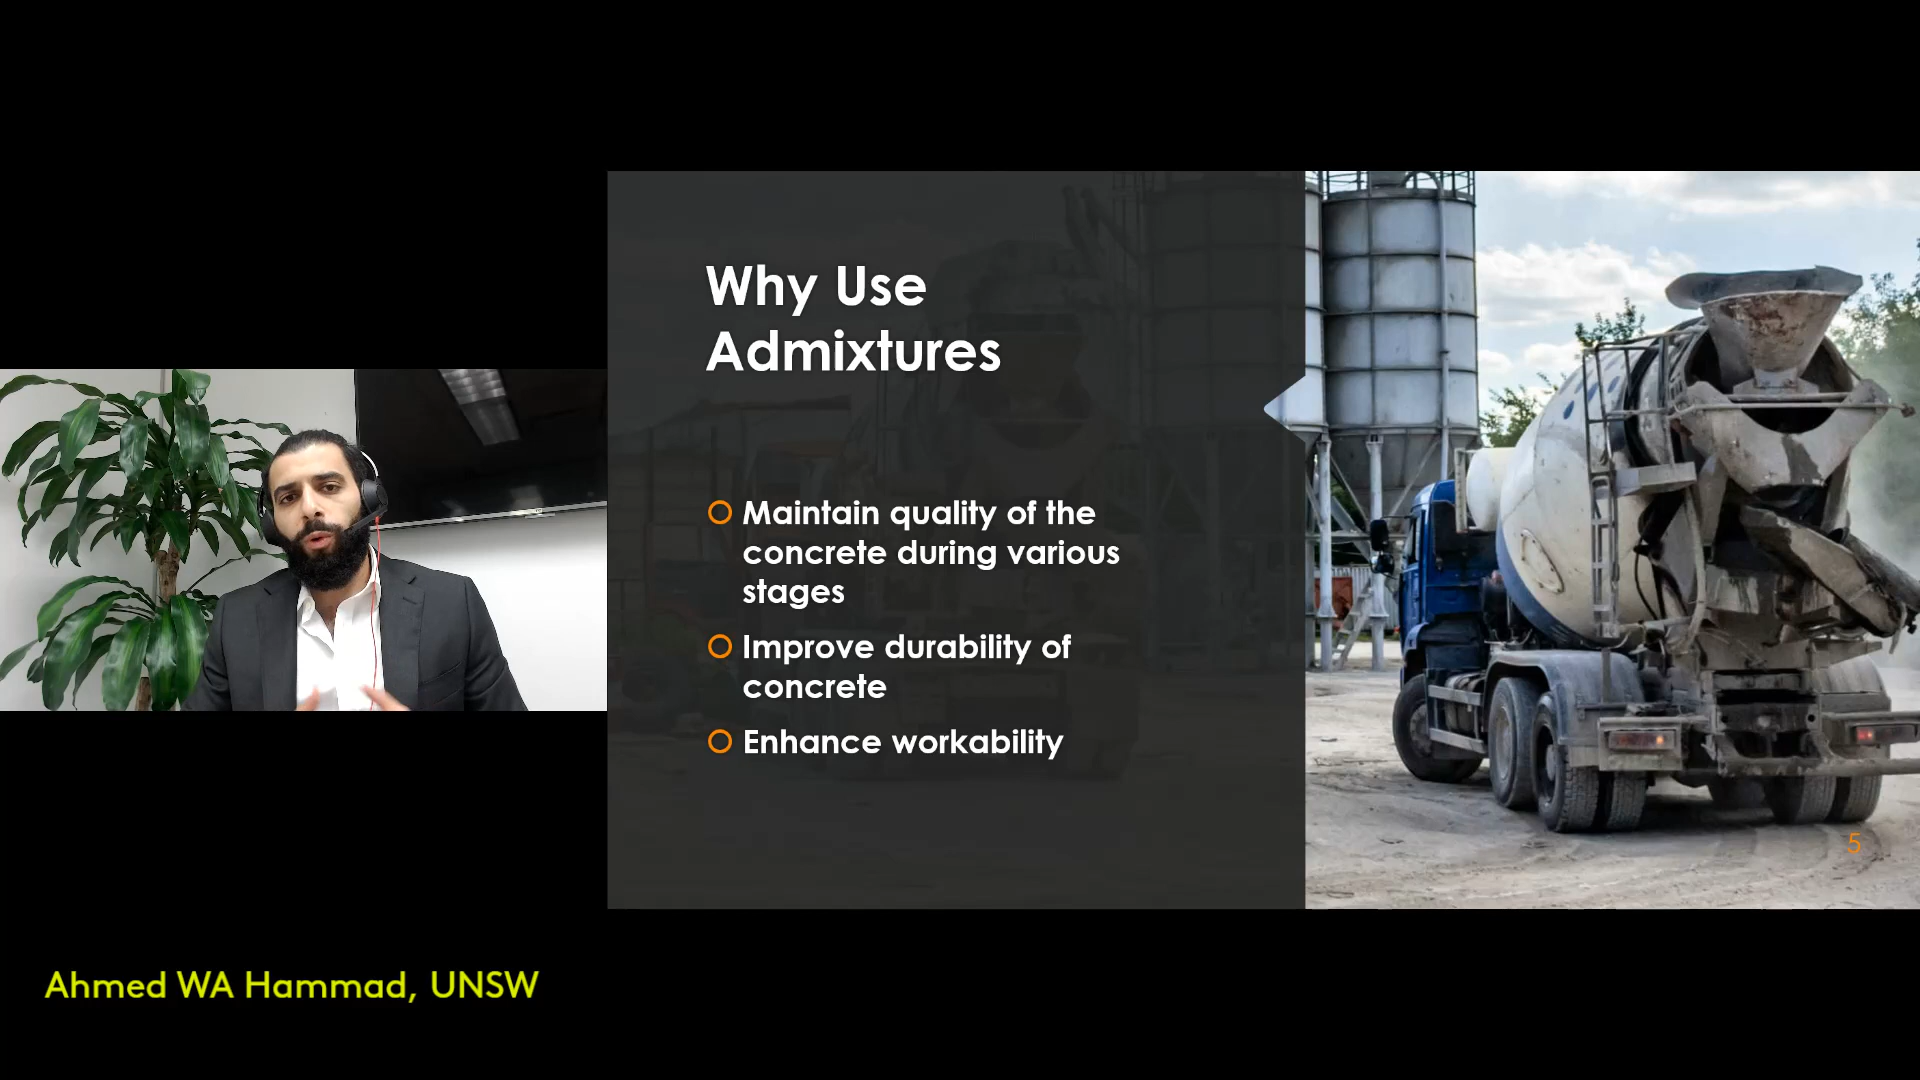 Why Use
Admixtures
Maintain quality of the
concrete during various
stages
Improve durability of
concrete
Enhance workability
5
Ahmed WA Hammad, UNSW